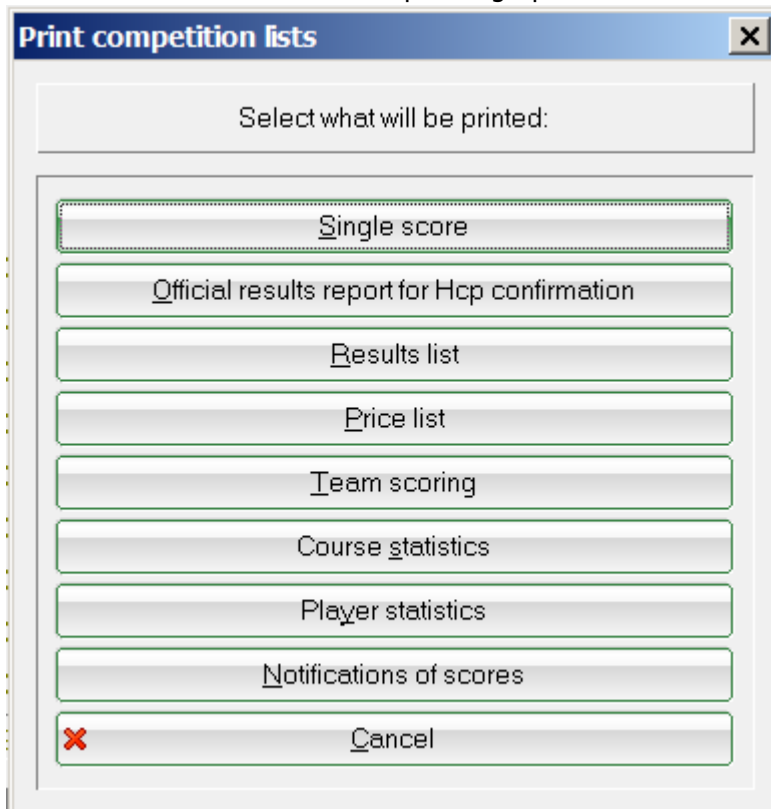 Print competition lists
Select what will be printed:
Single score
Official results report for Hcp confirmation
Results list
Price list
Team scoring
Course statistics
Player statistics
Notifications of scores
Cancel